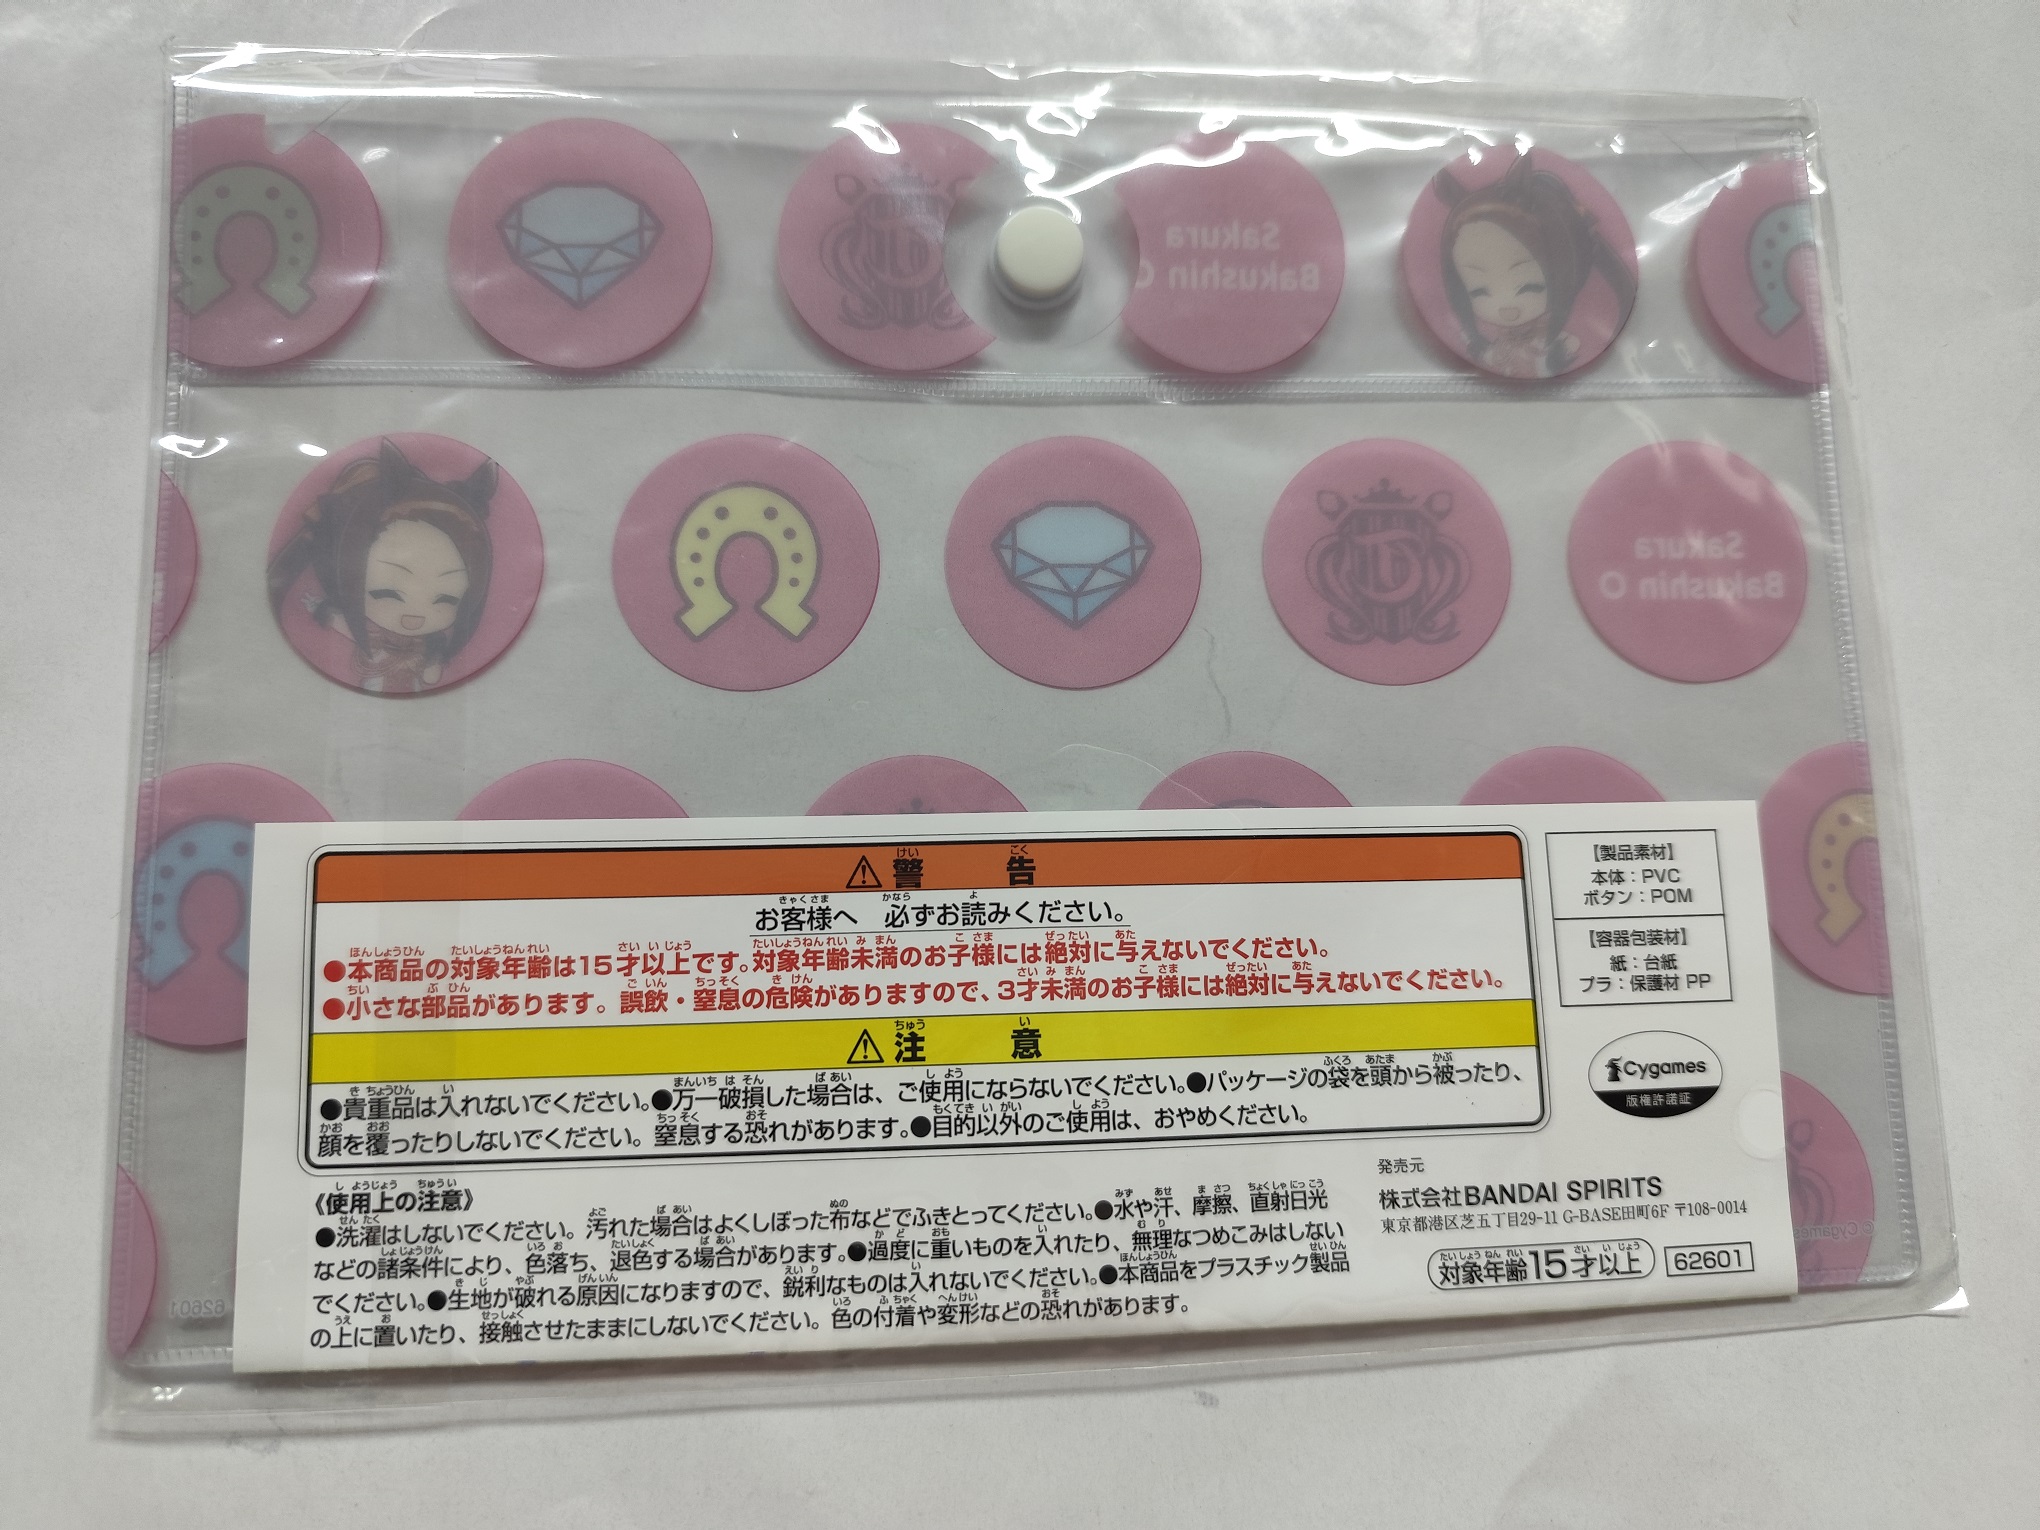 Sakura
Bakushin O
Sakura
Bakushin O
警告
お客様へ 必ずお読みください。
●本商品の対象年齢は15才以上です。対象年齢未満のお子様には絶対に与えないでください。
●小さな部品があります。誤飲・窒息の危険がありますので、3才未満のお子様には絶対に与えないでください。
注意
●貴重品は入れないでください。●万一破損した場合は、ご使用にならないでください。●パッケージの袋を頭から被ったり、
顔を覆ったりしないでください。窒息する恐れがあります。●目的以外のご使用は、おやめください。
《使用上の注意》
●洗濯はしないでください。汚れた場合はよくしぼった布などでふきとってください。●水や汗、摩擦、直射日光
などの諸条件により、色落ち、退色する場合があります。●過度に重いものを入れたり、無理なつめこみはしない
でください。●生地が破れる原因になりますので、鋭利なものは入れないでください。●本商品をプラスチック製品
の上に置いたり、接触させたままにしないでください。色の付着や変形などの恐れがあります。
【製品素材】
本体：PVC
ボタン：POM
【容器包装材】
紙：台紙
プラ：保護材 PP
Cygames
版権許諾証
発売元
株式会社BANDAI SPIRITS
東京都港区芝五丁目29-11 G-BASE田町6F 〒108-0014
対象年齢15才以上
62601
62601
© Cygames